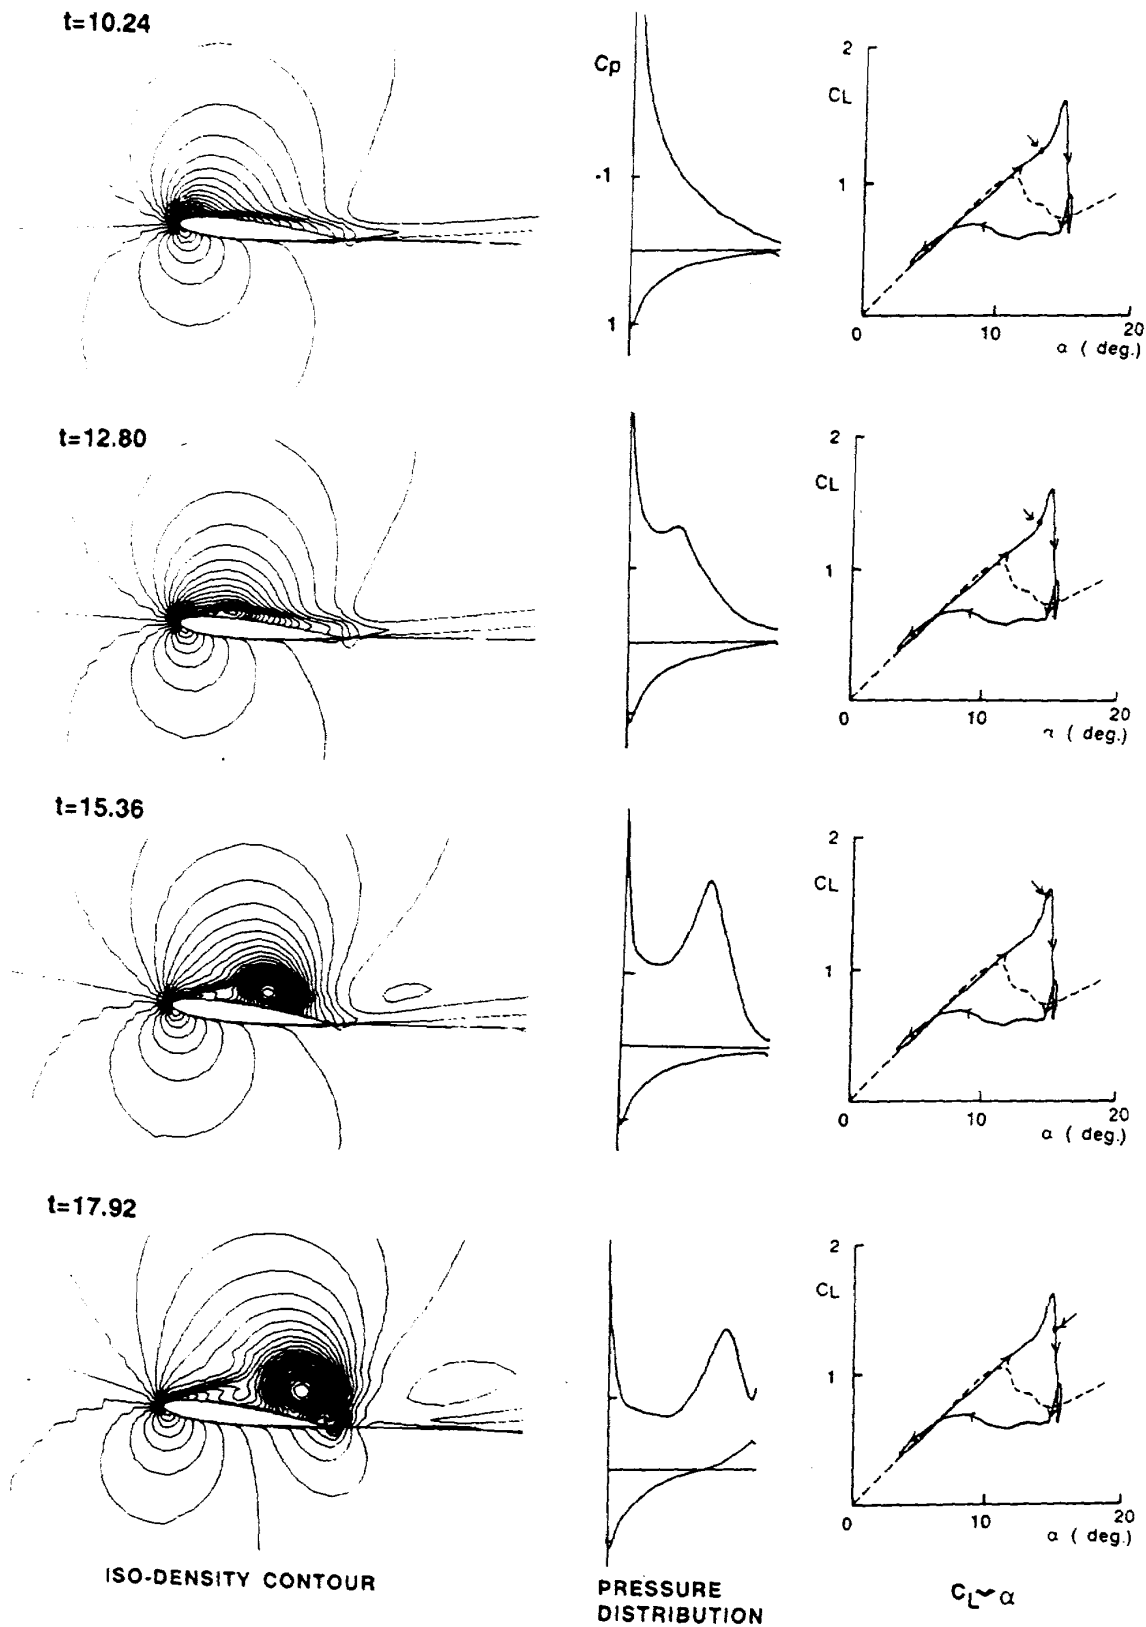 t=10.24
Cp
-1
1
2
CL
1
0
10
20
α ( deg.)
t=12.80
2
CL
1
0
10
20
α ( deg.)
t=15.36
2
CL
1
0
10
20
α ( deg.)
t=17.92
2
CL
1
0
10
20
α ( deg.)
ISO-DENSITY CONTOUR
PRESSURE
DISTRIBUTION
CL~α